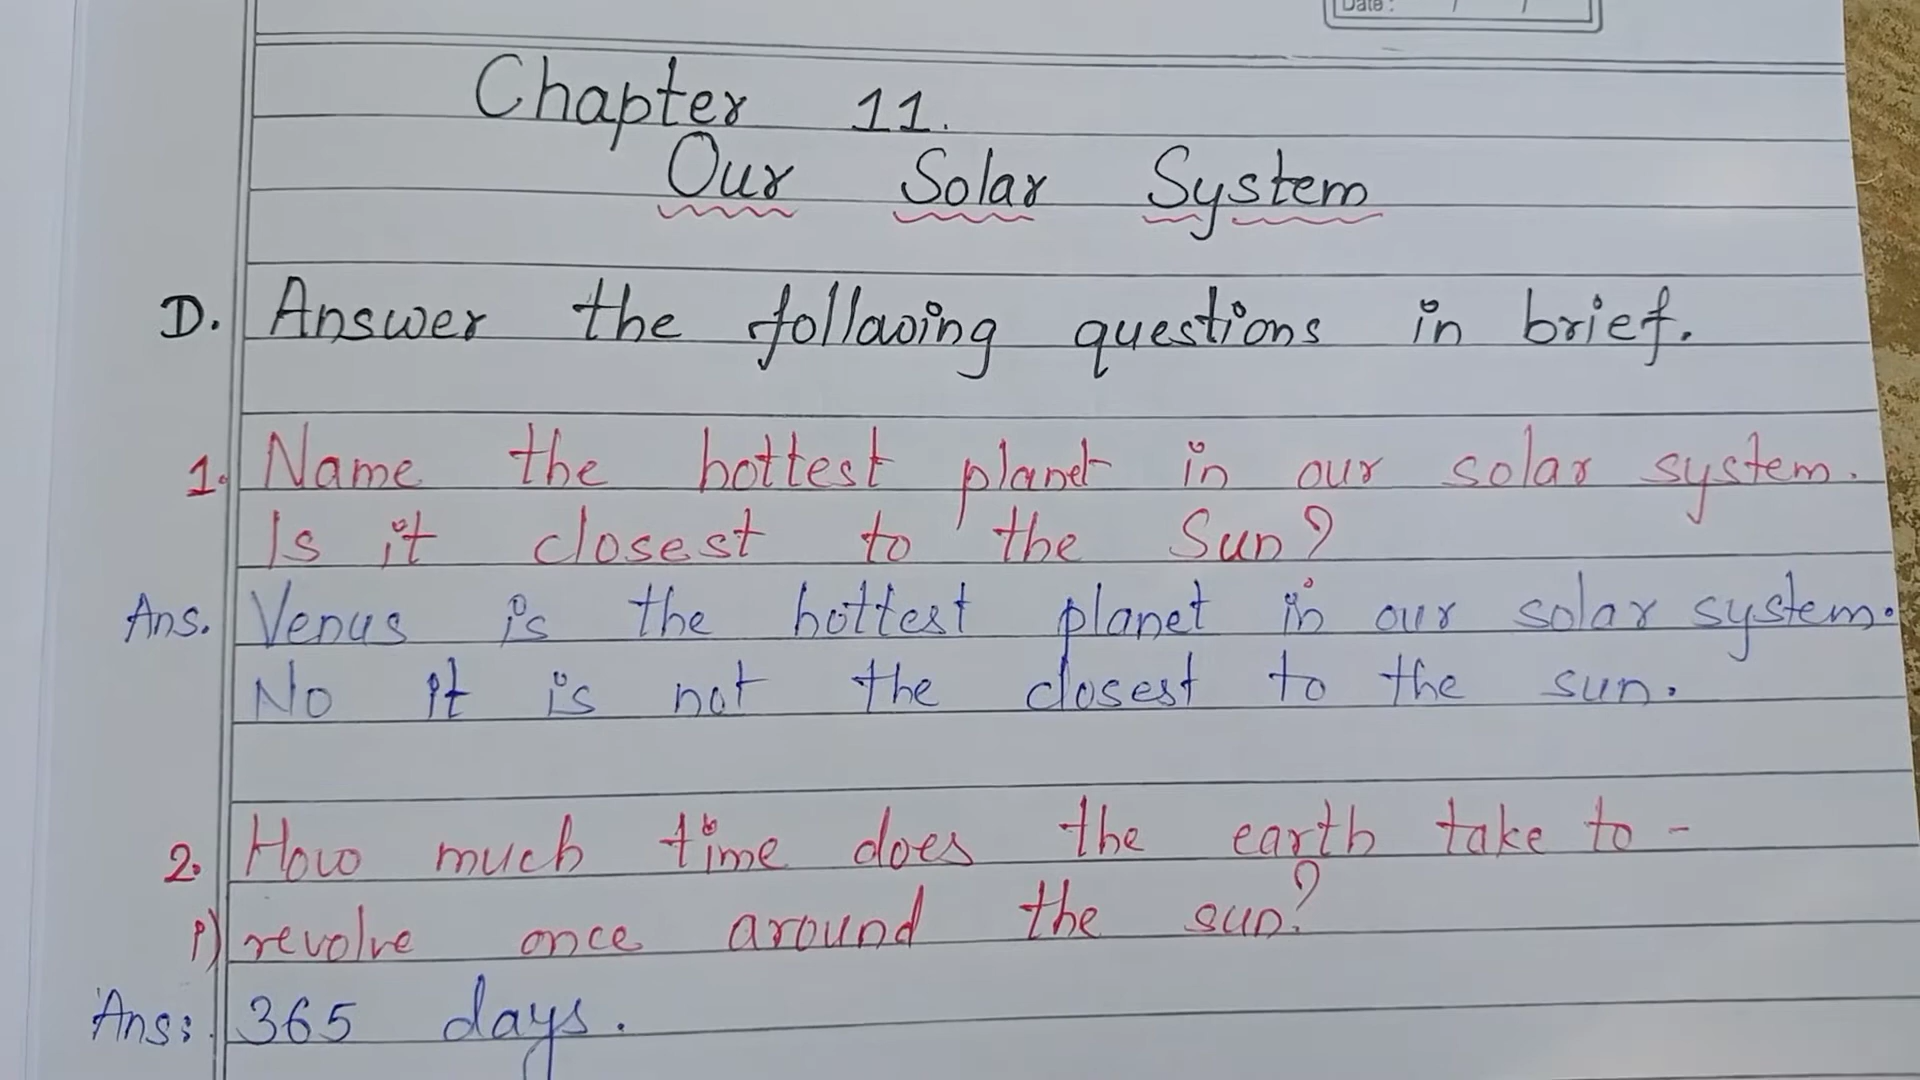 Date : / /
Chapter 11.
Our Solar System
D. Answer the following questions in brief.
1. Name the hottest planet in our solar system.
Is it closest to the Sun?
Ans. Venus is the hottest planet in our solar system.
No it is not the closest to the sun.
2. How much time does the earth take to -
i) revolve once around the sun?
Ans: 365 days.